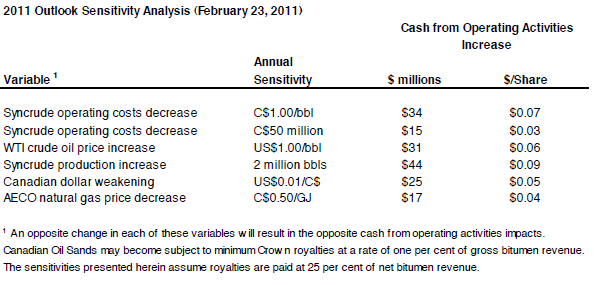 2011 Outlook Sensitivity Analysis (February 23, 2011)
Cash from Operating Activities
Increase
Annual
Variable 1 Sensitivity $ millions $/Share
Syncrude operating costs decrease C$1.00/bbl $34 $0.07
Syncrude operating costs decrease C$50 million $15 $0.03
WTI crude oil price increase US$1.00/bbl $31 $0.06
Syncrude production increase 2 million bbls $44 $0.09
Canadian dollar weakening US$0.01/C$ $25 $0.05
AECO natural gas price decrease C$0.50/GJ $17 $0.04
1 An opposite change in each of these variables will result in the opposite cash from operating activities impacts.
Canadian Oil Sands may become subject to minimum Crown royalties at a rate of one per cent of gross bitumen revenue.
The sensitivities presented herein assume royalties are paid at 25 per cent of net bitumen revenue.